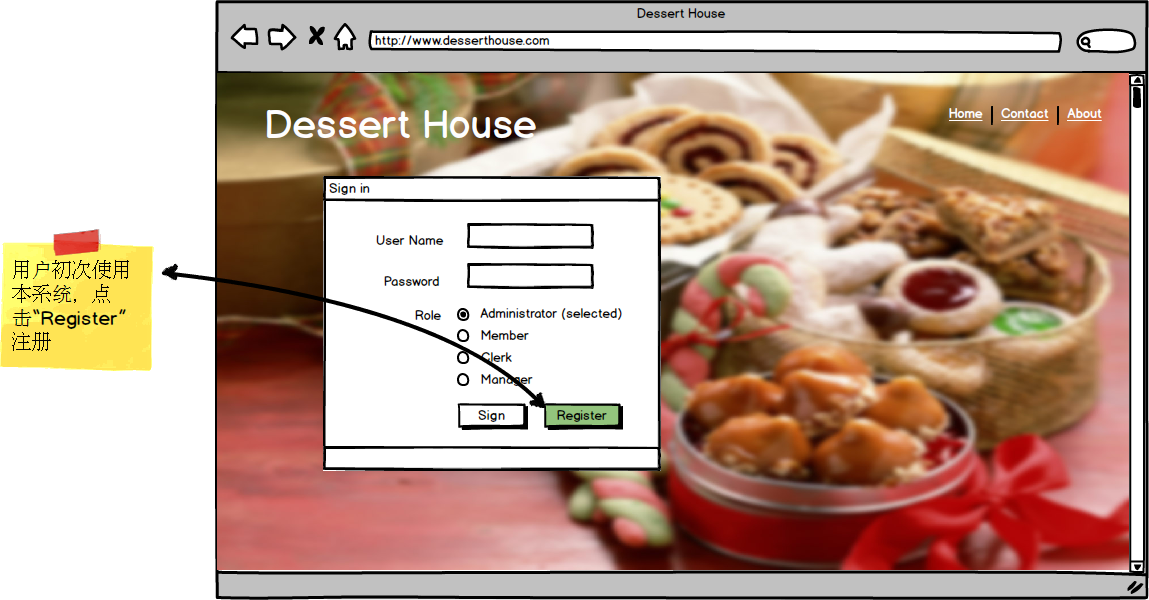 Dessert House
http://www.desserthouse.com
Dessert House
Home
Contact
About
Sign in
User Name
Password
Role
Administrator (selected)
Member
Clerk
Manager
Sign
Register
用户初次使用
本系统，点
击“Register”
注册